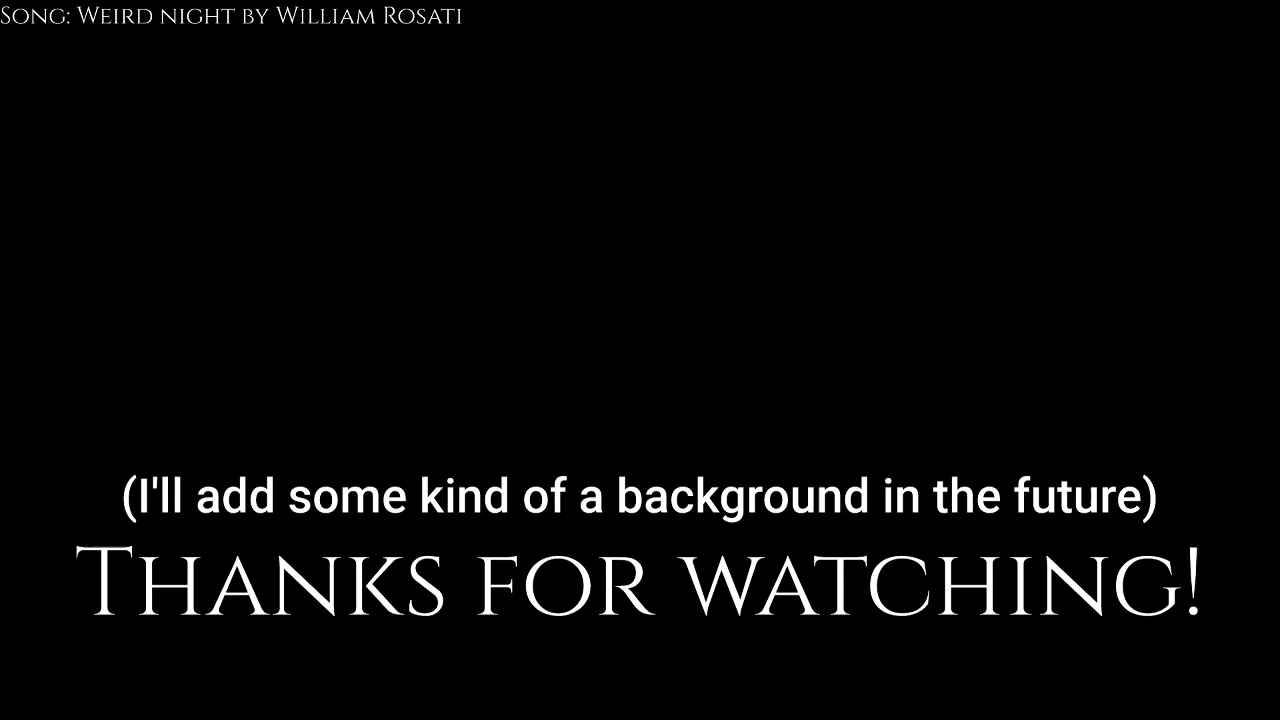 Song: Weird night by William Rosati
(I'll add some kind of a background in the future)
Thanks for watching!